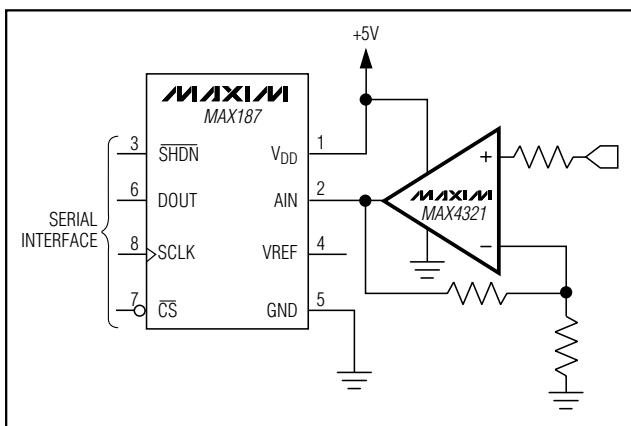 +5V
MAXIM
MAX187
3
SHDN
VDD
1
6
DOUT
AIN
2
+
MAXIM
MAX4321
−
SERIAL
INTERFACE
8
SCLK
VREF
4
7
CS
GND
5